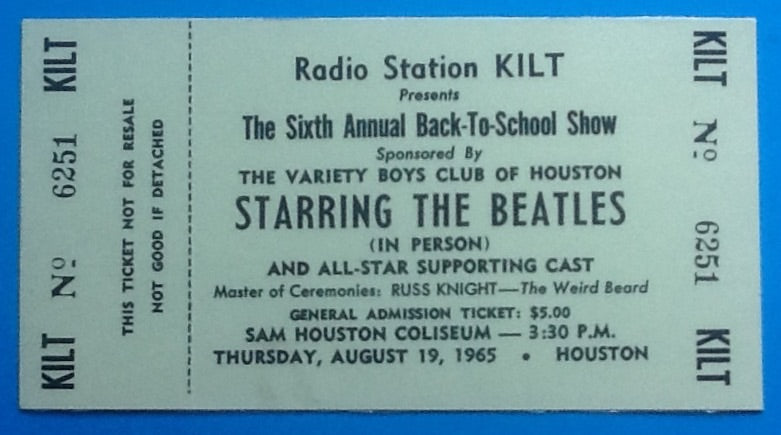 KILT Nº 6251 KILT
THIS TICKET NOT FOR RESALE
NOT GOOD IF DETACHED
Radio Station KILT
Presents
The Sixth Annual Back-To-School Show
Sponsored By
THE VARIETY BOYS CLUB OF HOUSTON
STARRING THE BEATLES
(IN PERSON)
AND ALL-STAR SUPPORTING CAST
Master of Ceremonies: RUSS KNIGHT—The Weird Beard
GENERAL ADMISSION TICKET: $5.00
SAM HOUSTON COLISEUM — 3:30 P.M.
THURSDAY, AUGUST 19, 1965 • HOUSTON
KILT Nº 6251 KILT